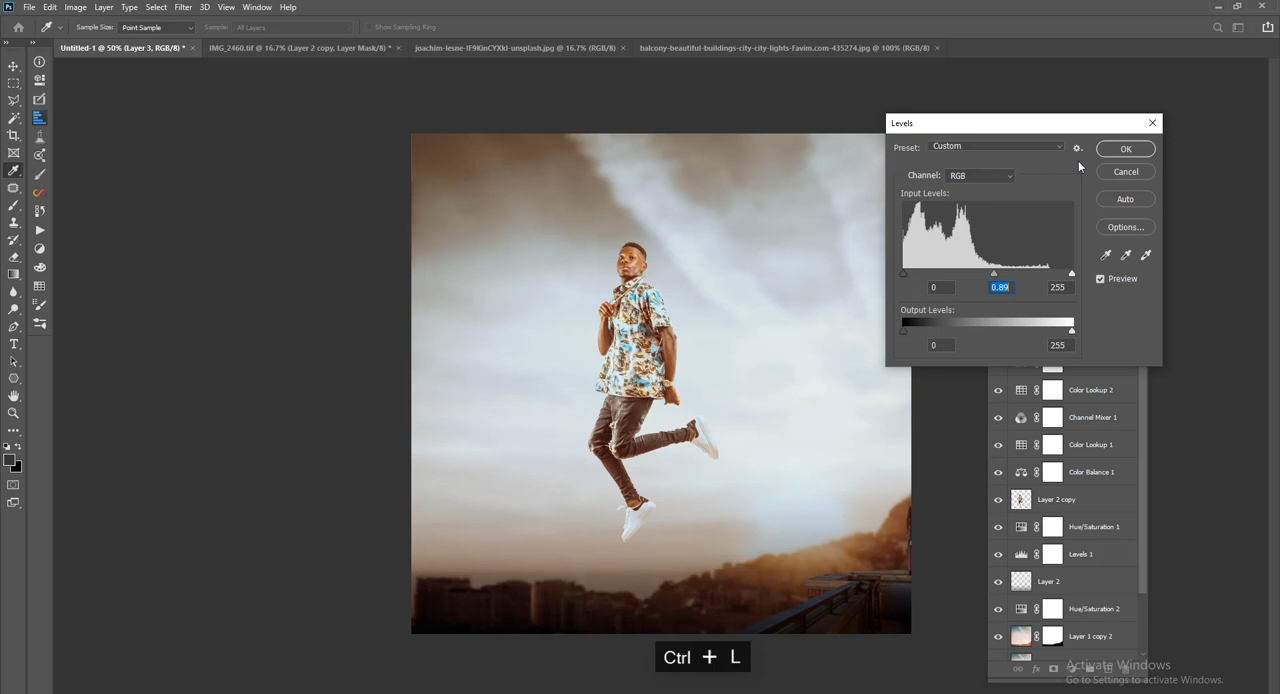 Ps File Edit Image Layer Type Select Filter 3D View Window Help
Sample Size: Point Sample Sample: All Layers Show Sampling Ring
Untitled-1 @ 50% (Layer 3, RGB/8) * × IMG_2460.tif @ 16.7% (Layer 2 copy, Layer Mask/8) * × joachim-lesne-IF9KinCYXkI-unsplash.jpg @ 16.7% (RGB/8) × balcony-beautiful-buildings-city-city-lights-Favim.com-435274.jpg @ 100% (RGB/8) ×
Levels
Preset: Custom
OK
Channel: RGB
Cancel
Input Levels:
Auto
Options...
0 0.89 255
Preview
Output Levels:
0 255
Color Lookup 2
Channel Mixer 1
Color Lookup 1
Color Balance 1
Layer 2 copy
Hue/Saturation 1
Levels 1
Layer 2
Hue/Saturation 2
Layer 1 copy 2
Ctrl + L
Activate Windows
Go to Settings to activate Windows.